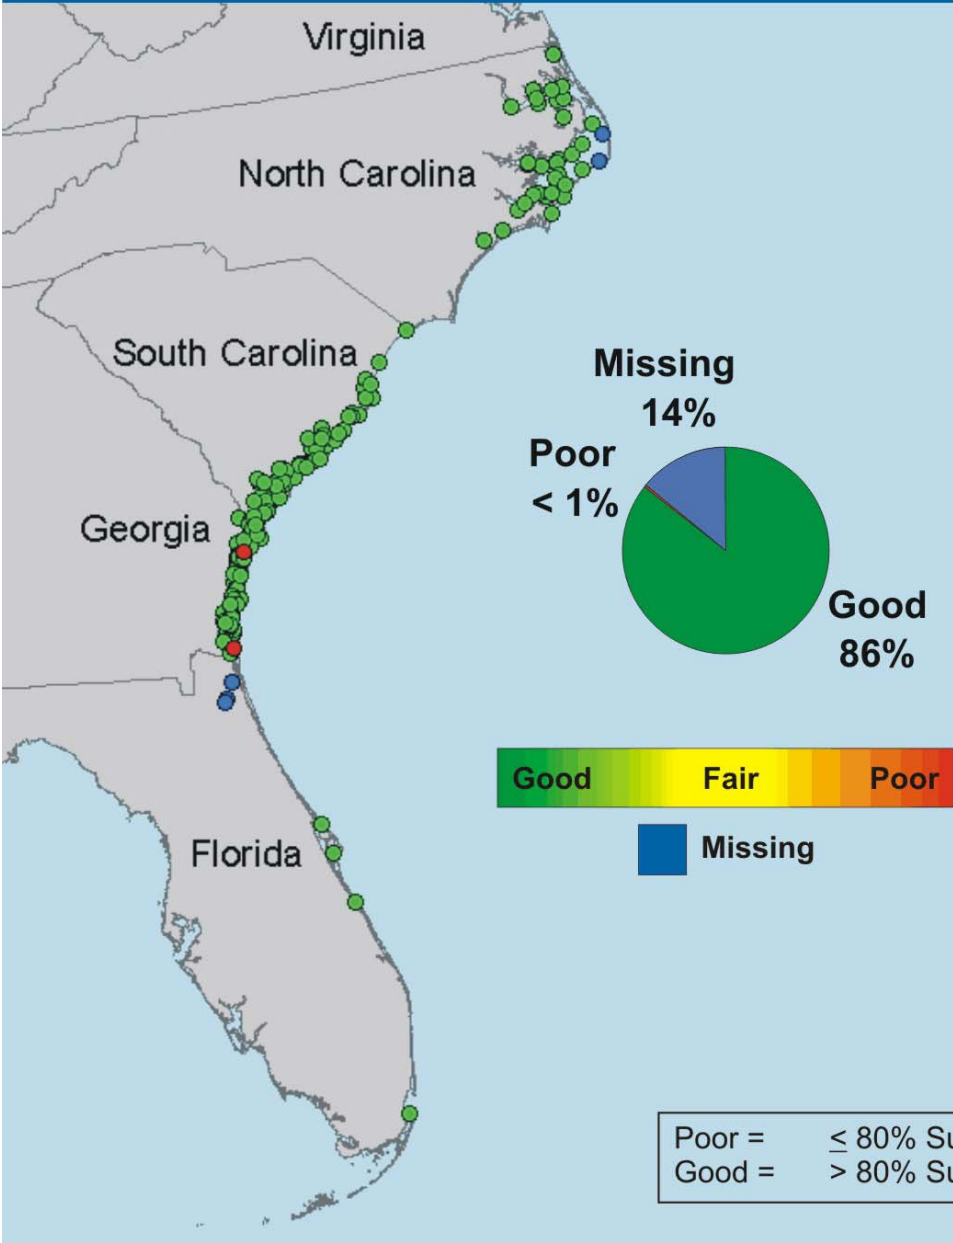 Virginia
North Carolina
South Carolina
Georgia
Florida
Missing
14%
Poor
< 1%
Good
86%
Good Fair Poor
Missing
Poor = ≤ 80% Su
Good = > 80% Su